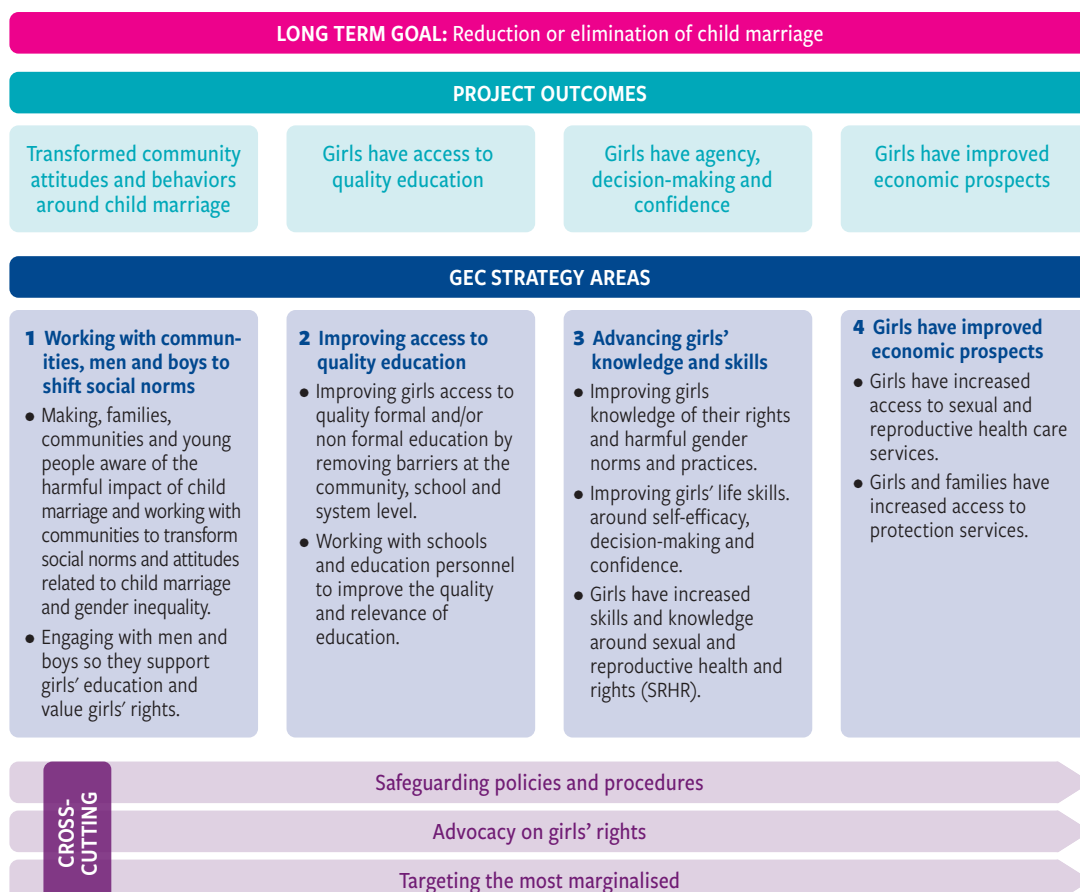 LONG TERM GOAL: Reduction or elimination of child marriage
PROJECT OUTCOMES
Transformed community
attitudes and behaviors
around child marriage
Girls have access to
quality education
Girls have agency,
decision-making and
confidence
Girls have improved
economic prospects
GEC STRATEGY AREAS
1 Working with commun-
ities, men and boys to
shift social norms
• Making, families,
communities and young
people aware of the
harmful impact of child
marriage and working with
communities to transform
social norms and attitudes
related to child marriage
and gender inequality.
• Engaging with men and
boys so they support
girls' education and
value girls' rights.
2 Improving access to
quality education
• Improving girls access to
quality formal and/or
non formal education by
removing barriers at the
community, school and
system level.
• Working with schools
and education personnel
to improve the quality
and relevance of
education.
3 Advancing girls'
knowledge and skills
• Improving girls
knowledge of their rights
and harmful gender
norms and practices.
• Improving girls' life skills.
around self-efficacy,
decision-making and
confidence.
• Girls have increased
skills and knowledge
around sexual and
reproductive health and
rights (SRHR).
4 Girls have improved
economic prospects
• Girls have increased
access to sexual and
reproductive health care
services.
• Girls and families have
increased access to
protection services.
CROSS-
CUTTING
Safeguarding policies and procedures
Advocacy on girls' rights
Targeting the most marginalised